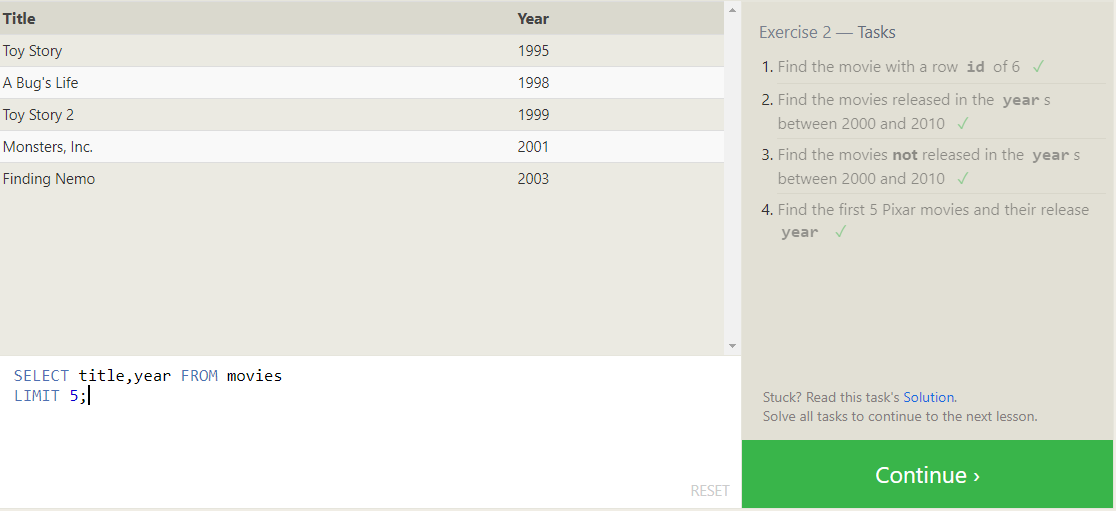 Title Year
Toy Story 1995
A Bug's Life 1998
Toy Story 2 1999
Monsters, Inc. 2001
Finding Nemo 2003
SELECT title,year FROM movies
LIMIT 5;
RESET
Exercise 2 — Tasks
1. Find the movie with a row id of 6 ✓
2. Find the movies released in the year s
between 2000 and 2010 ✓
3. Find the movies not released in the year s
between 2000 and 2010 ✓
4. Find the first 5 Pixar movies and their release
year ✓
Stuck? Read this task's Solution.
Solve all tasks to continue to the next lesson.
Continue ›